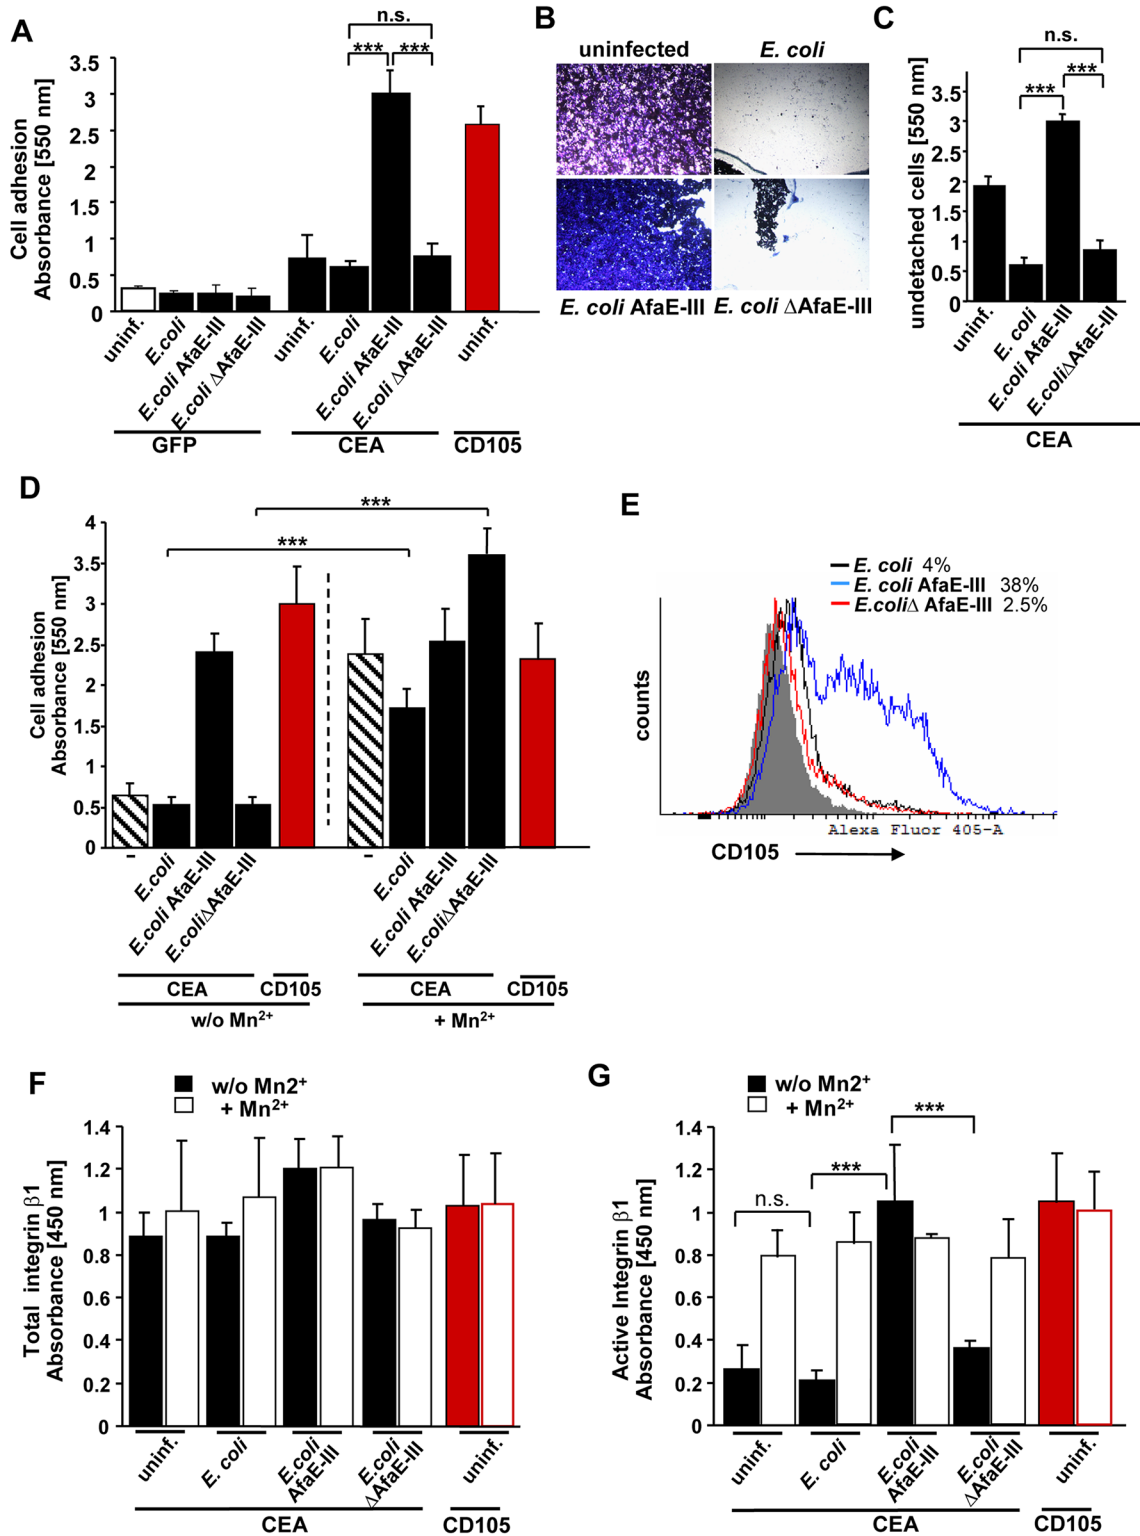 A
n.s.
***
***
Cell adhesion
Absorbance [550 nm]
3.5
3
2.5
2
1.5
1
0.5
0
uninf.
E.coli
E.coli AfaE-III
E.coli ΔAfaE-III
uninf.
E.coli
E.coli AfaE-III
E.coli ΔAfaE-III
uninf.
GFP
CEA
CD105
B
uninfected
E. coli
E. coli AfaE-III
E. coli ΔAfaE-III
C
n.s.
***
***
undetached cells [550 nm]
3.5
3
2.5
2
1.5
1
0.5
0
uninf.
E. coli
E.coli AfaE-III
E.coliΔAfaE-III
CEA
D
***
***
Cell adhesion
Absorbance [550 nm]
4
3.5
3
2.5
2
1.5
1
0.5
0
–
E.coli
E.coli AfaE-III
E.coliΔAfaE-III
–
E.coli
E.coli AfaE-III
E.coliΔAfaE-III
CEA
CD105
CEA
CD105
w/o Mn²⁺
+ Mn²⁺
E
E. coli 4%
E. coli AfaE-III 38%
E.coliΔ AfaE-III 2.5%
counts
Alexa Fluor 405-A
CD105
F
w/o Mn2⁺
+ Mn²⁺
Total integrin β1
Absorbance [450 nm]
1.4
1.2
1
0.8
0.6
0.4
0.2
0
uninf.
E. coli
E.coli
AfaE-III
E.coli
ΔAfaE-III
uninf.
CEA
CD105
G
w/o Mn2⁺
+ Mn²⁺
***
***
n.s.
Active Integrin β1
Absorbance [450 nm]
1.4
1.2
1
0.8
0.6
0.4
0.2
0
uninf.
E. coli
E.coli
AfaE-III
E.coli
ΔAfaE-III
uninf.
CEA
CD105